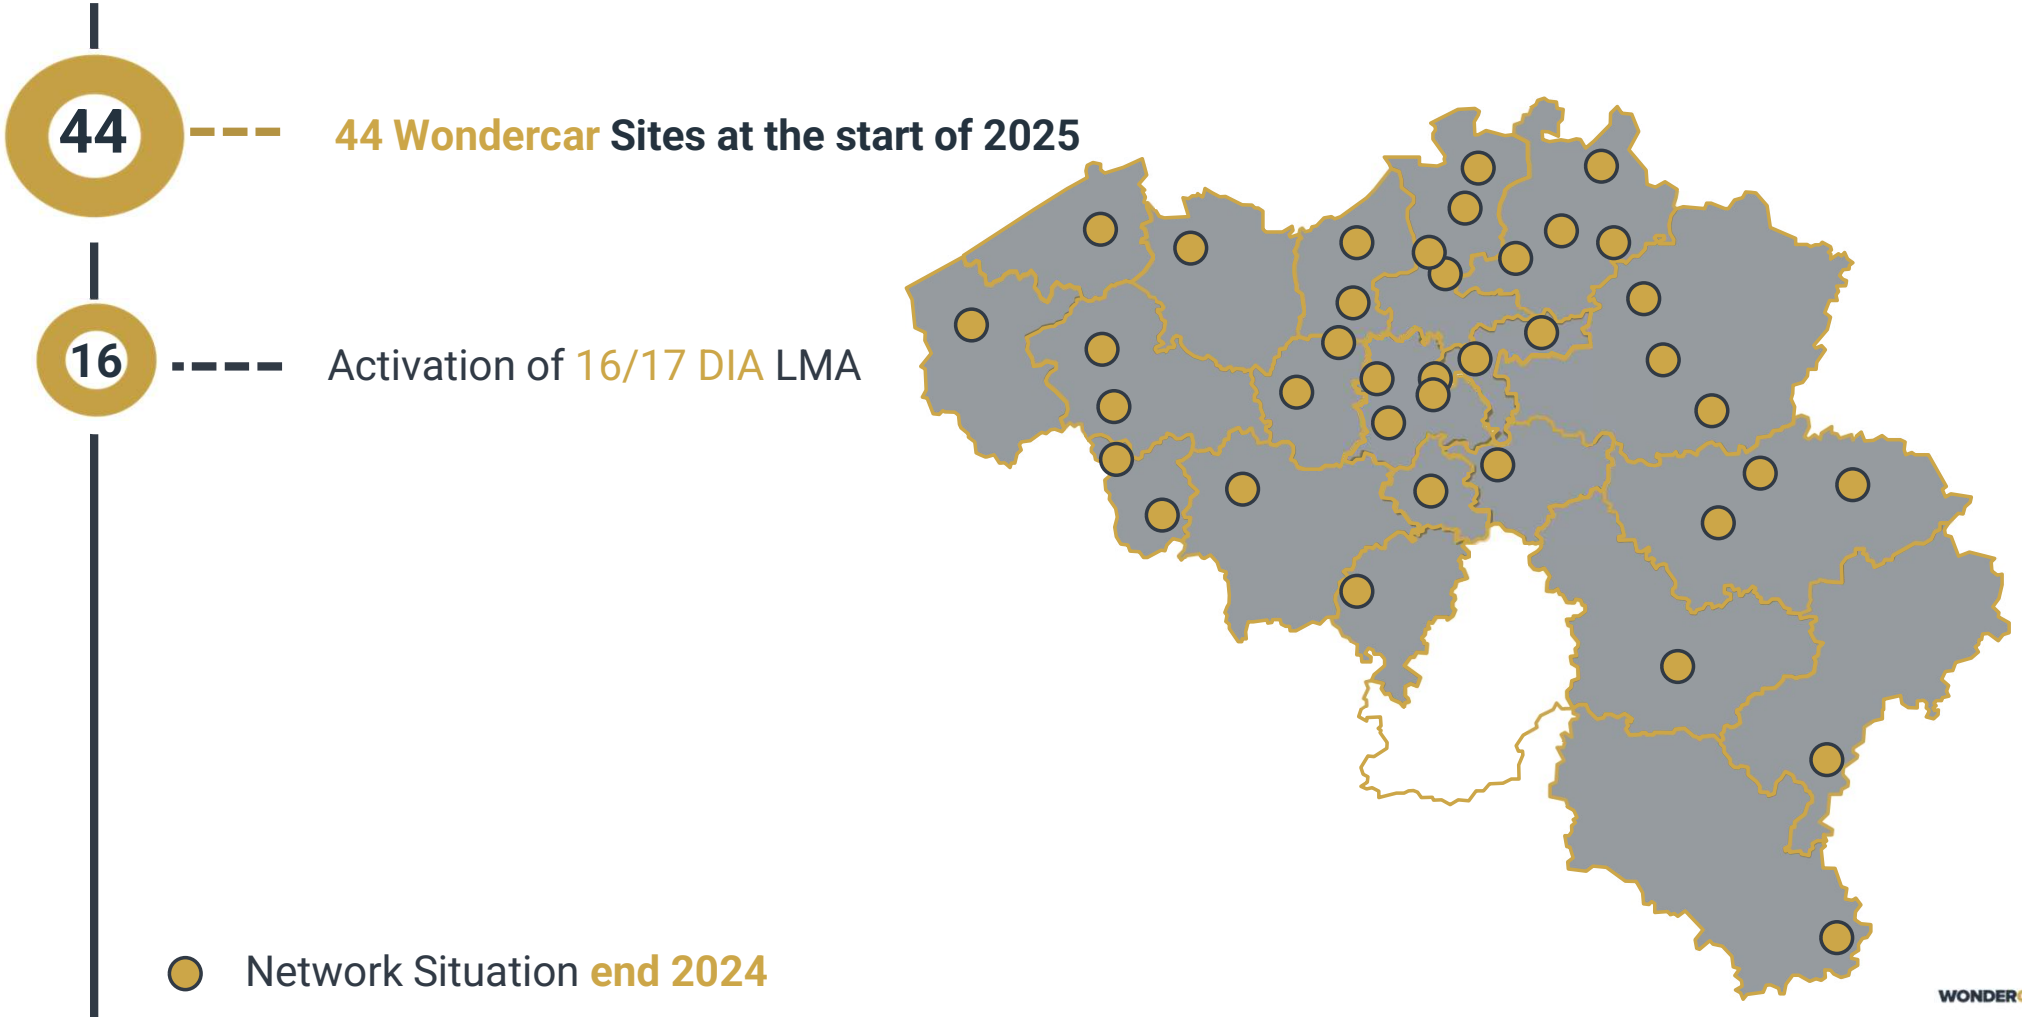 44
44 Wondercar Sites at the start of 2025
16
Activation of 16/17 DIA LMA
Network Situation end 2024
WONDER